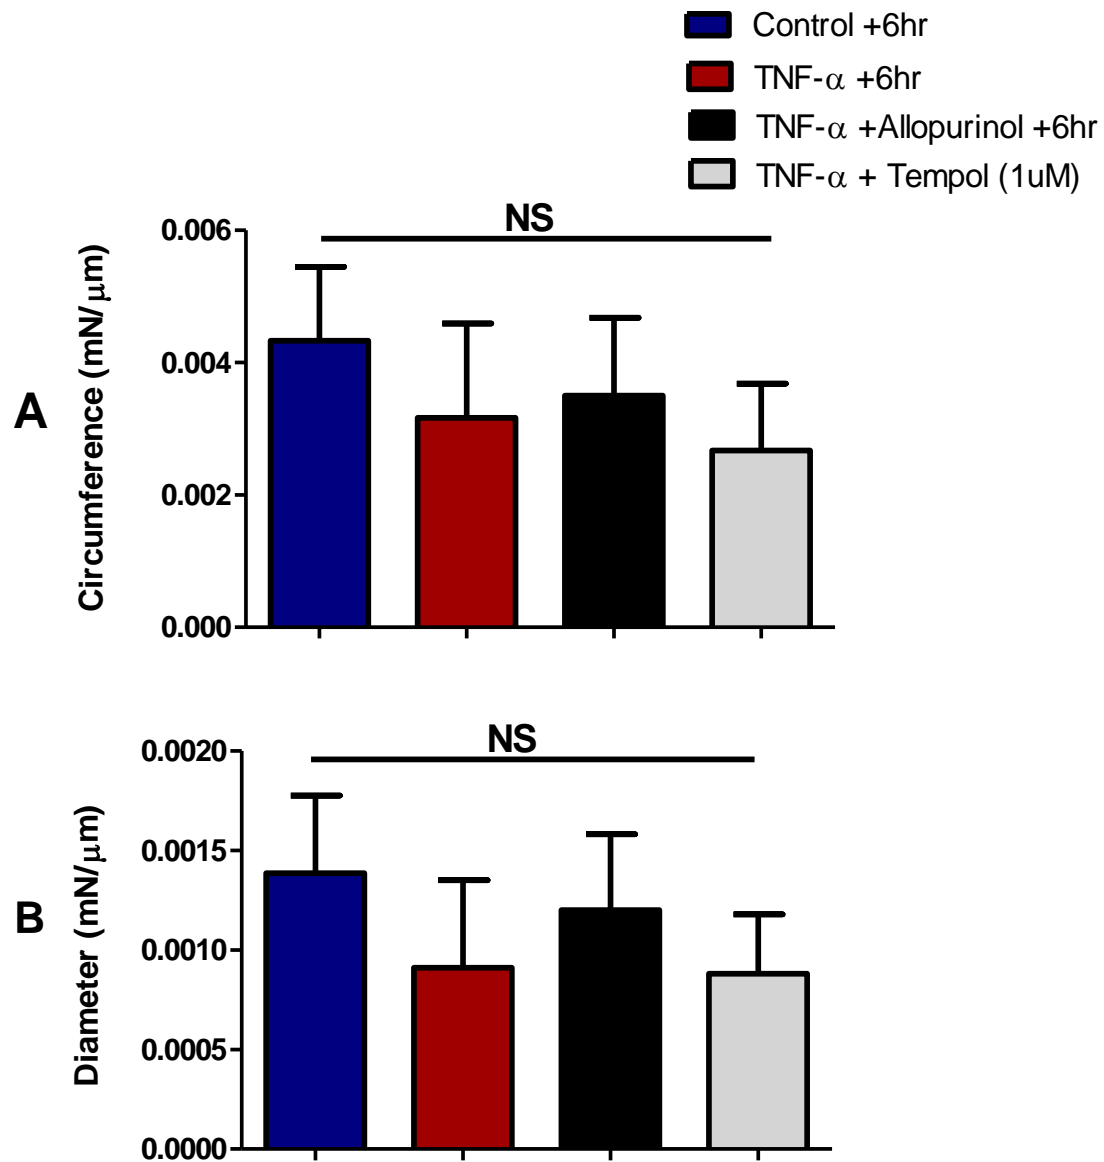 Control +6hr
TNF-α +6hr
TNF-α +Allopurinol +6hr
TNF-α + Tempol (1uM)
NS
0.006
0.004
0.002
0.000
Circumference (mN/μm)
A
NS
0.0020
0.0015
0.0010
0.0005
0.0000
Diameter (mN/μm)
B